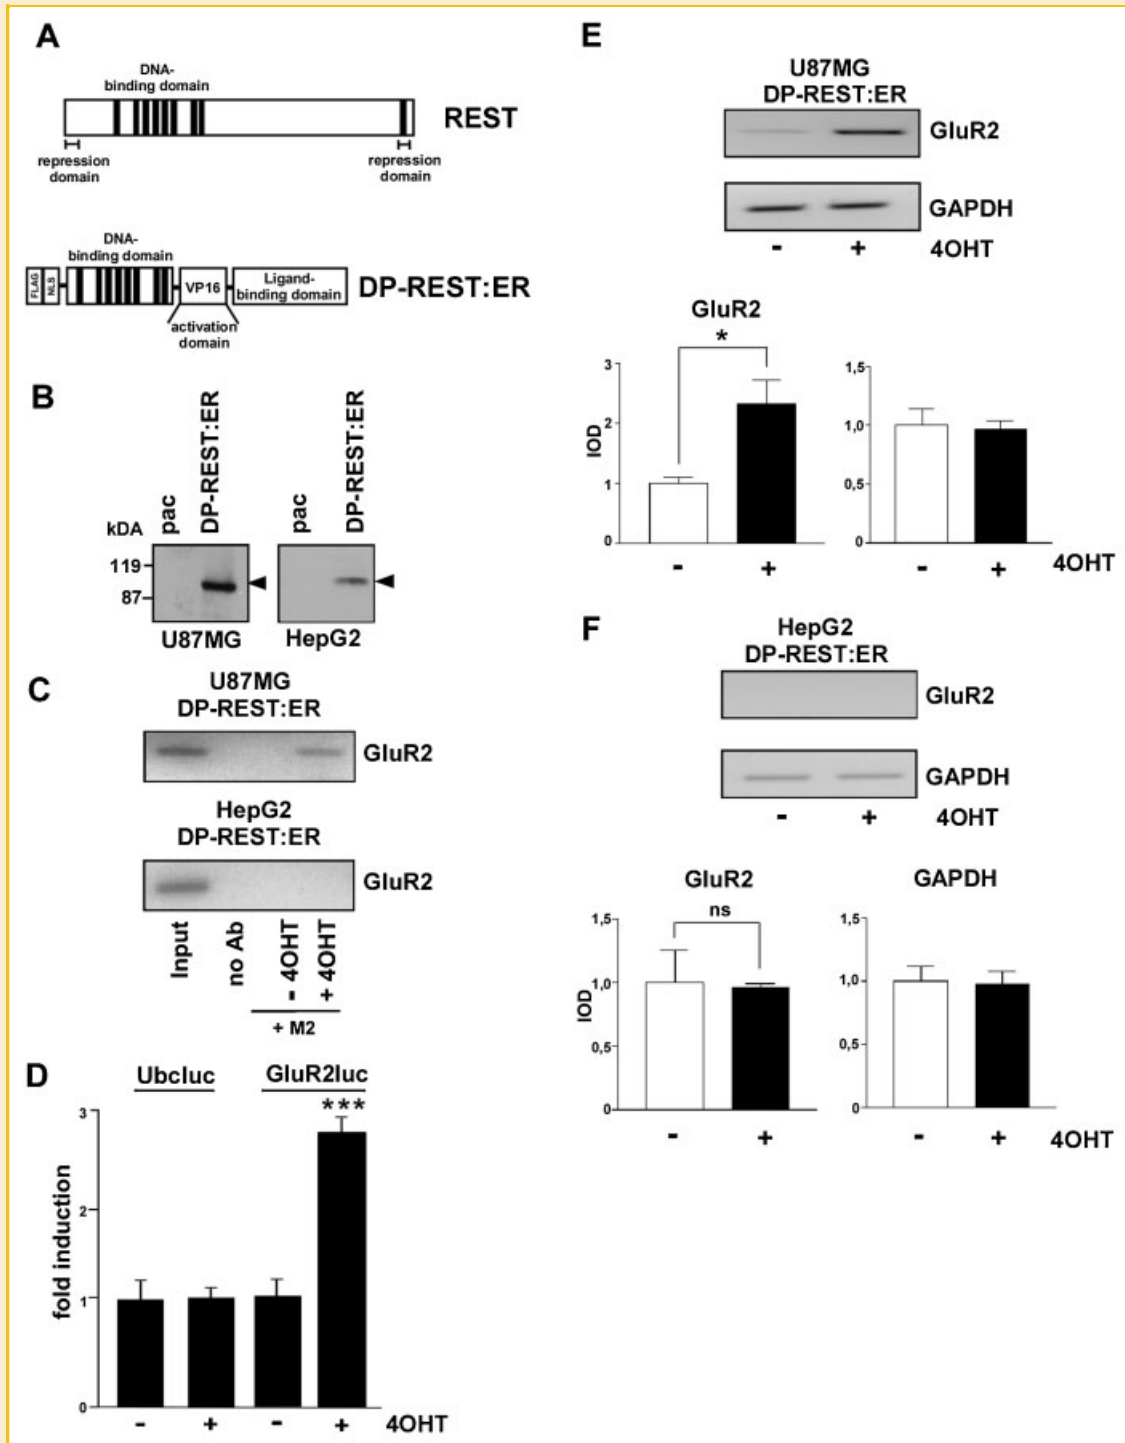 A
DNA-
binding domain
REST
repression
domain
repression
domain
DNA-
binding domain
FLAG
NLS
VP16
Ligand-
binding domain
DP-REST:ER
activation
domain
B
pac
DP-REST:ER
pac
DP-REST:ER
kDA
119
87
U87MG
HepG2
C
U87MG
DP-REST:ER
GluR2
HepG2
DP-REST:ER
GluR2
Input
no Ab
- 4OHT
+ 4OHT
+ M2
D
Ubcluc
GluR2luc
***
3
2
1
0
fold induction
- + - + 4OHT
E
U87MG
DP-REST:ER
GluR2
GAPDH
- + 4OHT
GluR2
*
3
2
1
0
IOD
- +
1,5
1,0
0,5
0
- + 4OHT
F
HepG2
DP-REST:ER
GluR2
GAPDH
- + 4OHT
GluR2
ns
1,5
1,0
0,5
0
IOD
- +
GAPDH
1,5
1,0
0,5
0
- + 4OHT